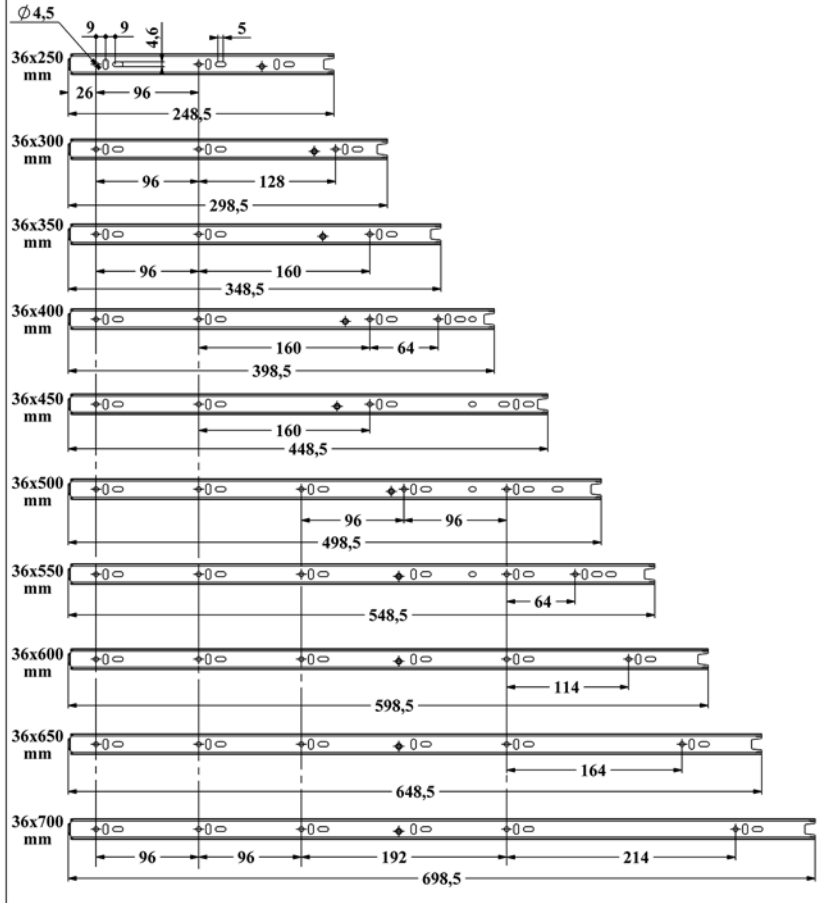 Ø4,5
9 9 4,6 5
36x250
mm
26 96
248,5
36x300
mm
96 128
298,5
36x350
mm
96 160
348,5
36x400
mm
160 64
398,5
36x450
mm
160
448,5
36x500
mm
96 96
498,5
36x550
mm
64
548,5
36x600
mm
114
598,5
36x650
mm
164
648,5
36x700
mm
96 96 192 214
698,5